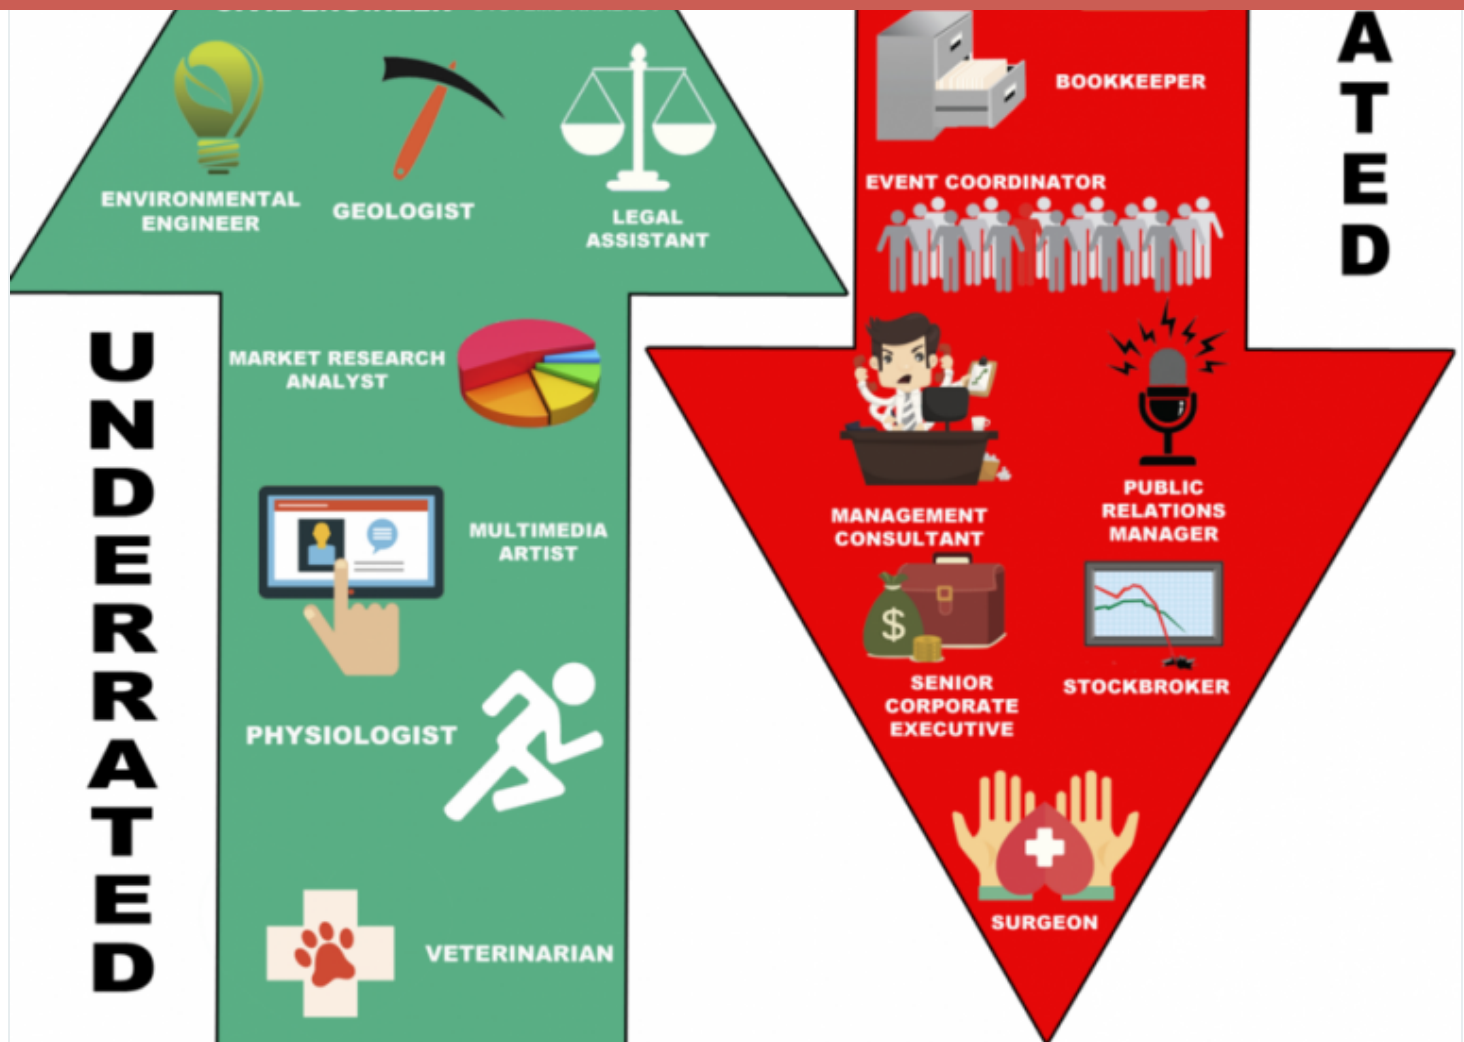 ENVIRONMENTAL
ENGINEER
GEOLOGIST
LEGAL
ASSISTANT
MARKET RESEARCH
ANALYST
MULTIMEDIA
ARTIST
PHYSIOLOGIST
VETERINARIAN
UNDERRATED
BOOKKEEPER
EVENT COORDINATOR
MANAGEMENT
CONSULTANT
PUBLIC
RELATIONS
MANAGER
$
SENIOR
CORPORATE
EXECUTIVE
STOCKBROKER
SURGEON
ATED